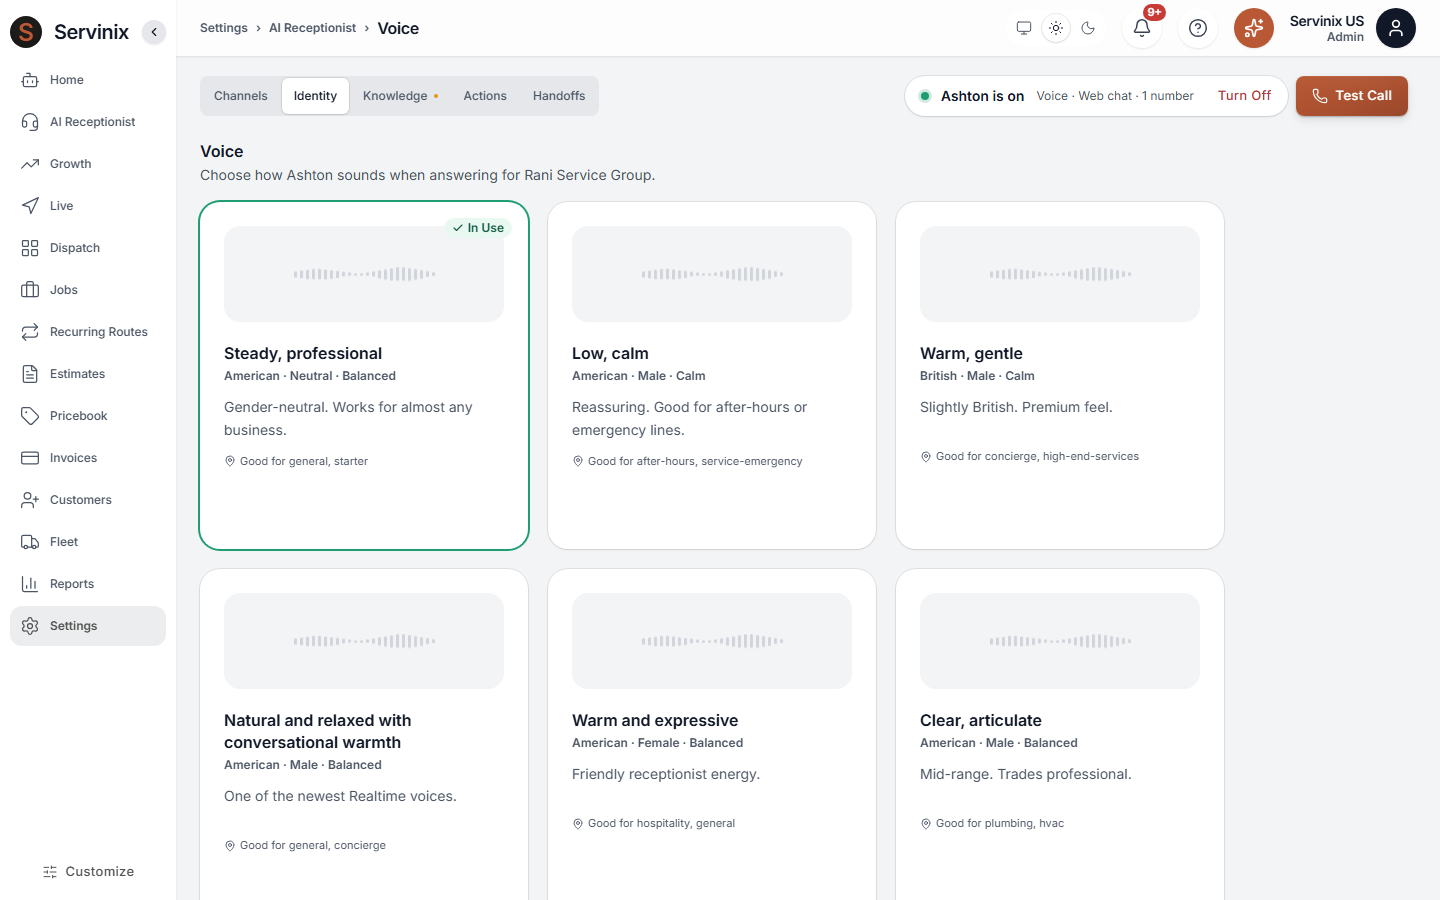 Servinix
Home
AI Receptionist
Growth
Live
Dispatch
Jobs
Recurring Routes
Estimates
Pricebook
Invoices
Customers
Fleet
Reports
Settings
Customize
Settings › AI Receptionist › Voice
9+
Servinix US
Admin
Channels
Identity
Knowledge
Actions
Handoffs
Ashton is on
Voice · Web chat · 1 number
Turn Off
Test Call
Voice
Choose how Ashton sounds when answering for Rani Service Group.
In Use
Steady, professional
American · Neutral · Balanced
Gender-neutral. Works for almost any
business.
Good for general, starter
Low, calm
American · Male · Calm
Reassuring. Good for after-hours or
emergency lines.
Good for after-hours, service-emergency
Warm, gentle
British · Male · Calm
Slightly British. Premium feel.
Good for concierge, high-end-services
Natural and relaxed with
conversational warmth
American · Male · Balanced
One of the newest Realtime voices.
Good for general, concierge
Warm and expressive
American · Female · Balanced
Friendly receptionist energy.
Good for hospitality, general
Clear, articulate
American · Male · Balanced
Mid-range. Trades professional.
Good for plumbing, hvac